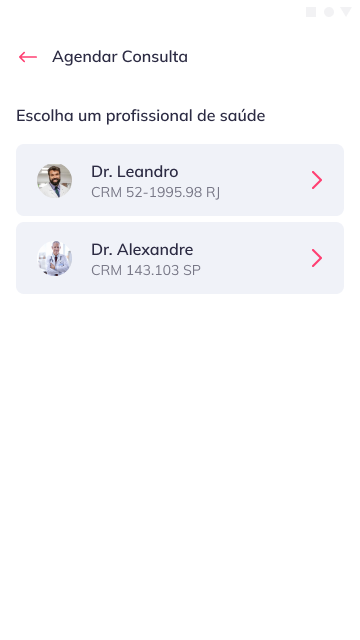 Agendar Consulta
Escolha um profissional de saúde
Dr. Leandro
CRM 52-1995.98 RJ
Dr. Alexandre
CRM 143.103 SP